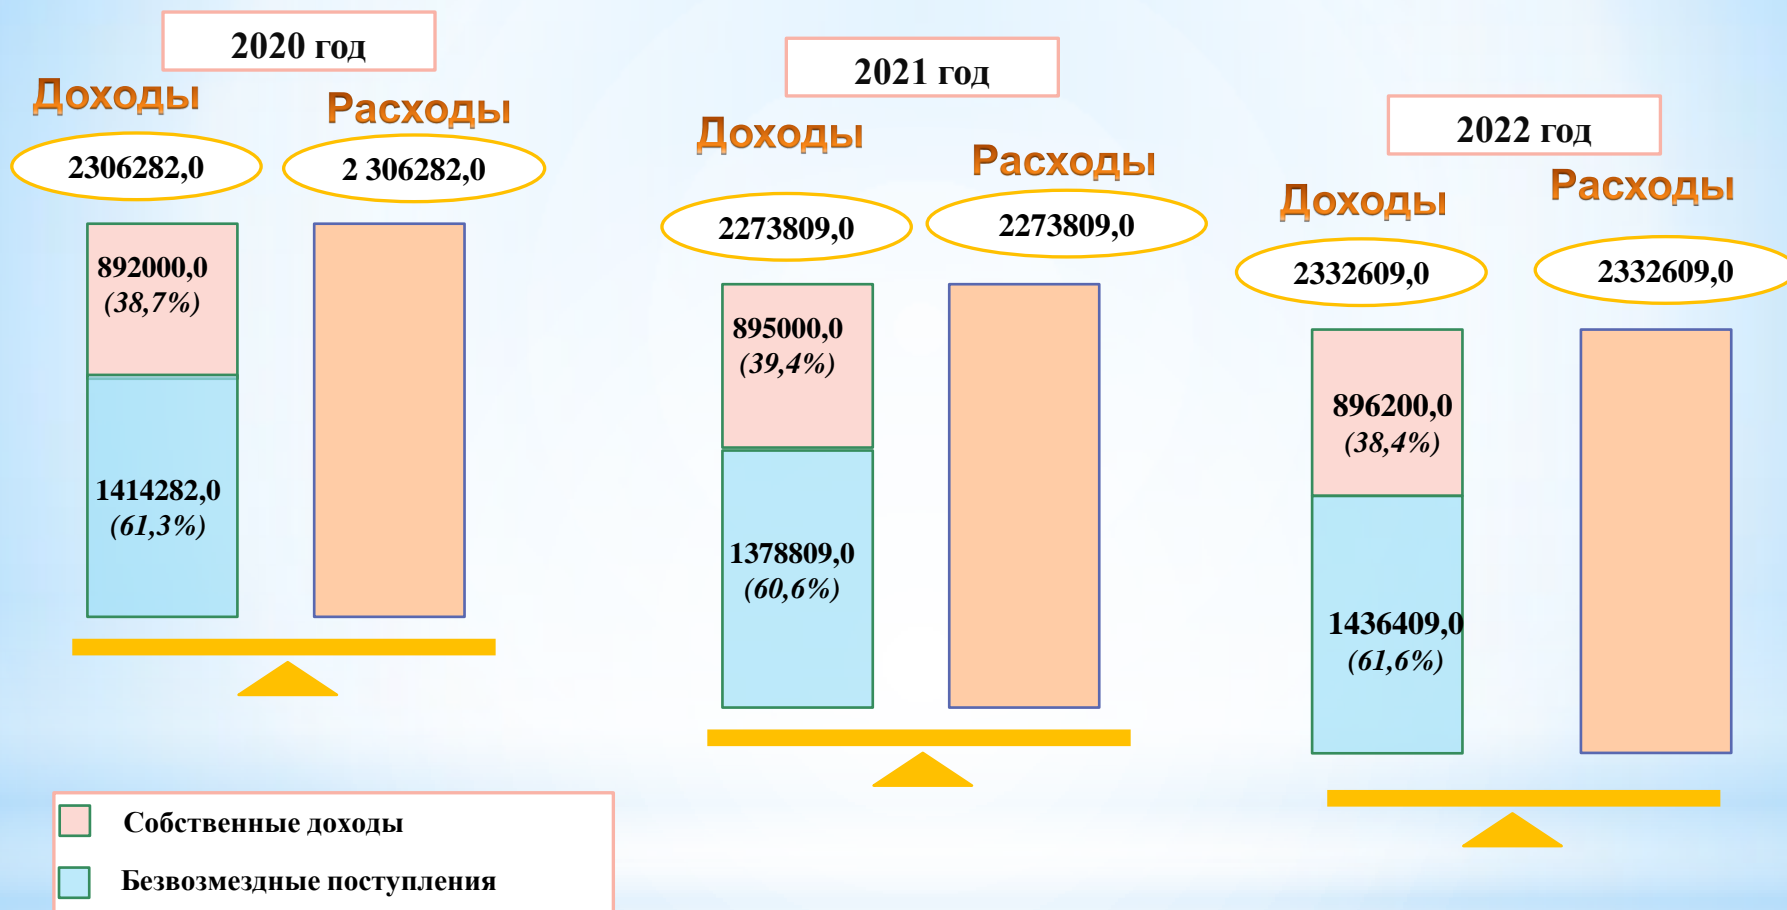 2020 год
Доходы
Расходы
2306282,0
2 306282,0
892000,0
(38,7%)
1414282,0
(61,3%)
2021 год
Доходы
Расходы
2273809,0
2273809,0
895000,0
(39,4%)
1378809,0
(60,6%)
2022 год
Доходы
Расходы
2332609,0
2332609,0
896200,0
(38,4%)
1436409,0
(61,6%)
Собственные доходы
Безвозмездные поступления